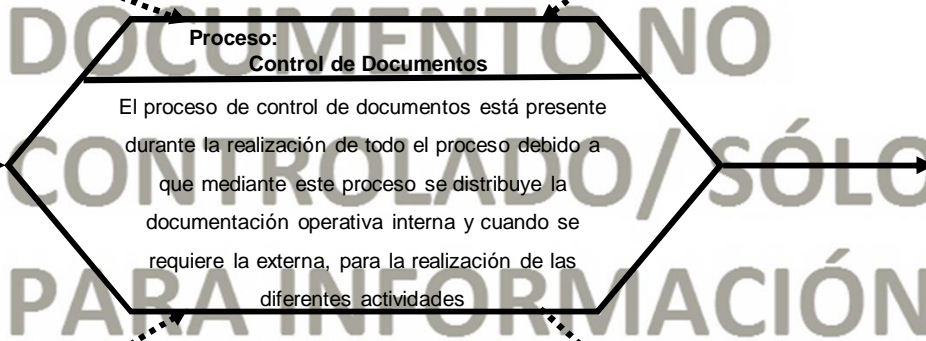 DOCUMENTO NO
Proceso:
Control de Documentos
El proceso de control de documentos está presente
durante la realización de todo el proceso debido a
CONTROLADO/ SÓLO
que mediante este proceso se distribuye la
documentación operativa interna y cuando se
requiere la externa, para la realización de las
PARA INFORMACIÓN
diferentes actividades